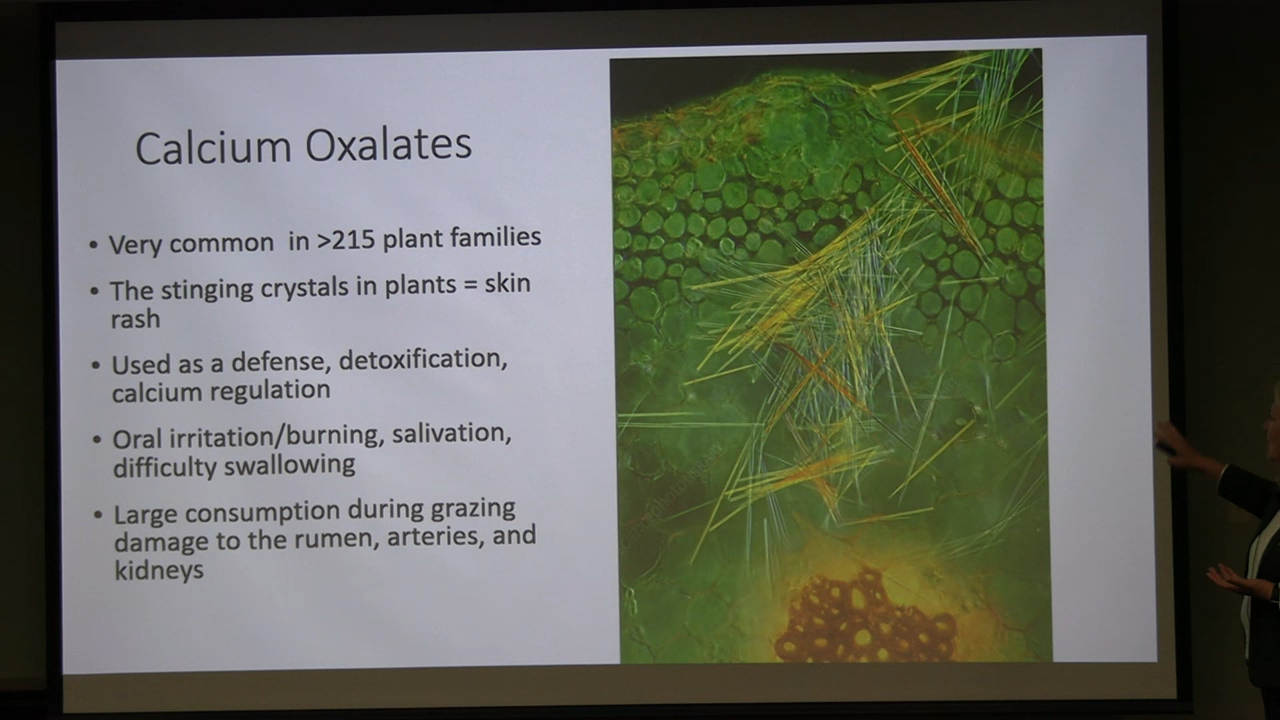 Calcium Oxalates
• Very common  in >215 plant families
• The stinging crystals in plants = skin
rash
• Used as a defense, detoxification,
calcium regulation
• Oral irritation/burning, salivation,
difficulty swallowing
• Large consumption during grazing
damage to the rumen, arteries, and
kidneys